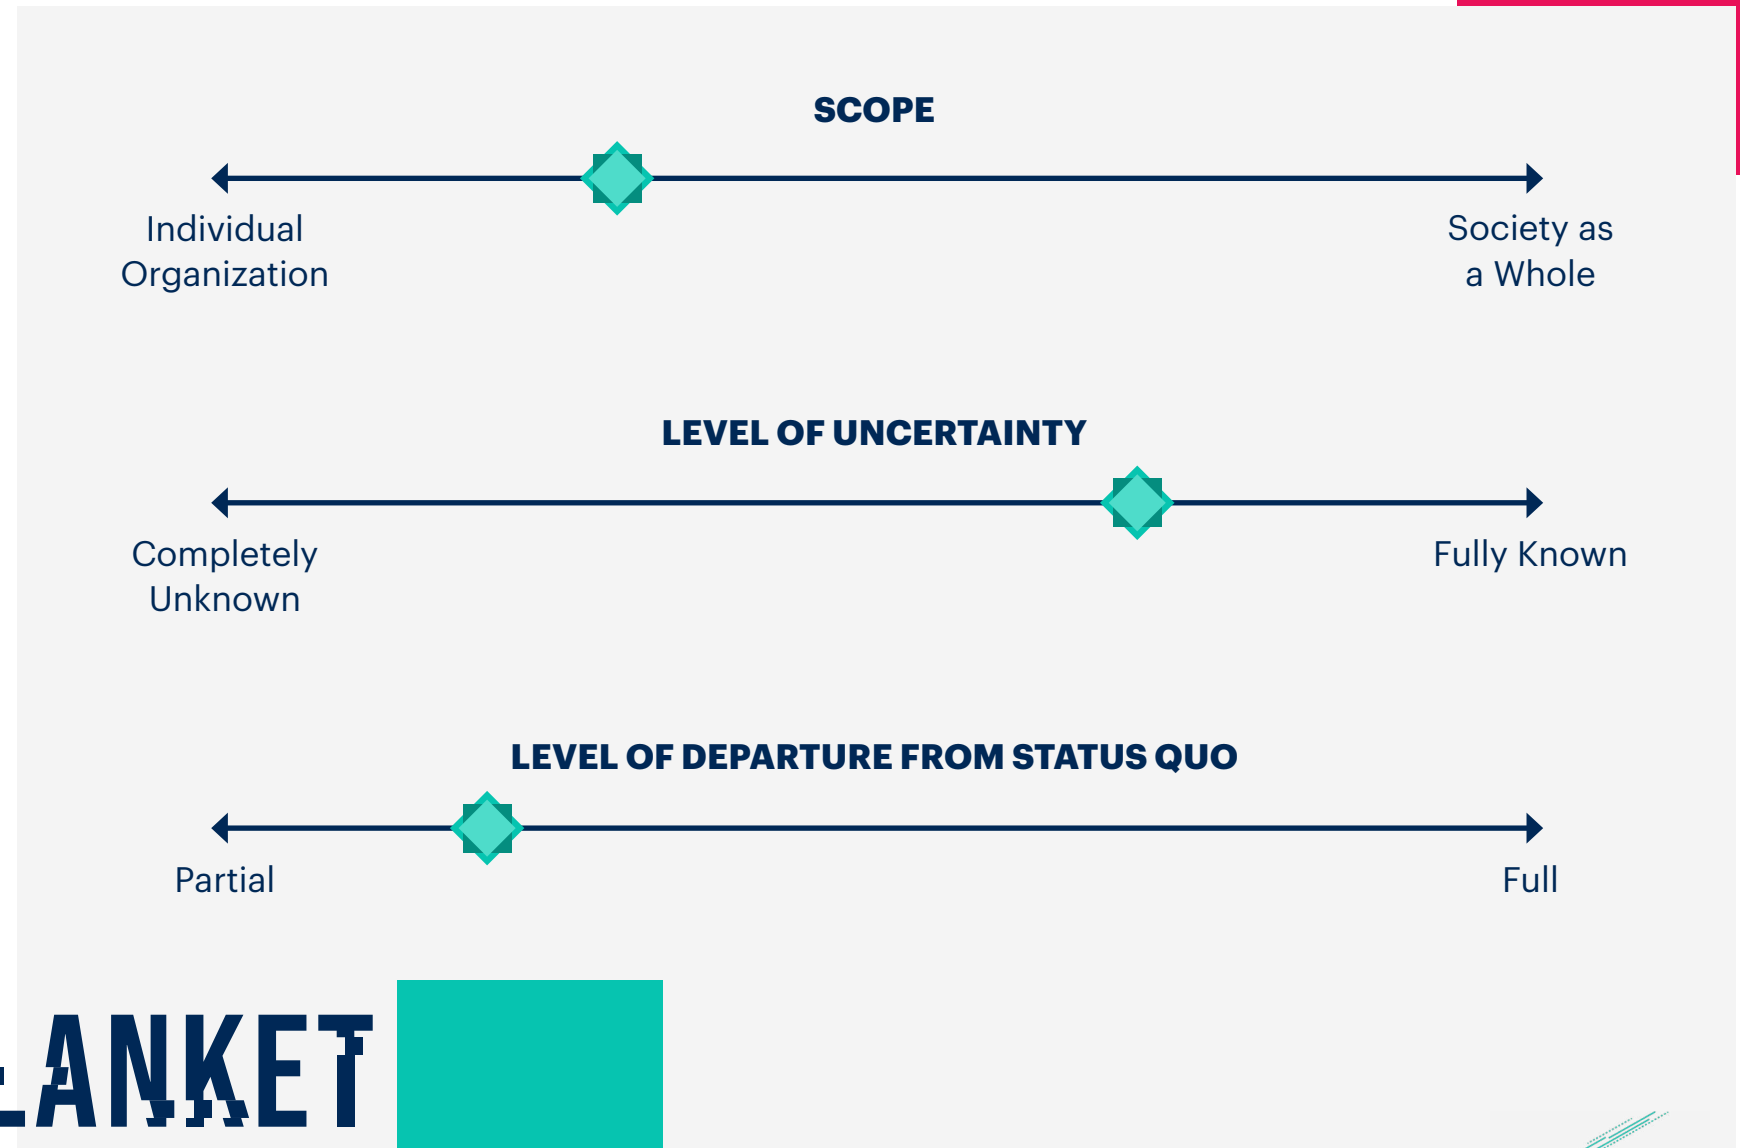 SCOPE
Individual
Organization
Society as
a Whole
LEVEL OF UNCERTAINTY
Completely
Unknown
Fully Known
LEVEL OF DEPARTURE FROM STATUS QUO
Partial
Full
LANKET